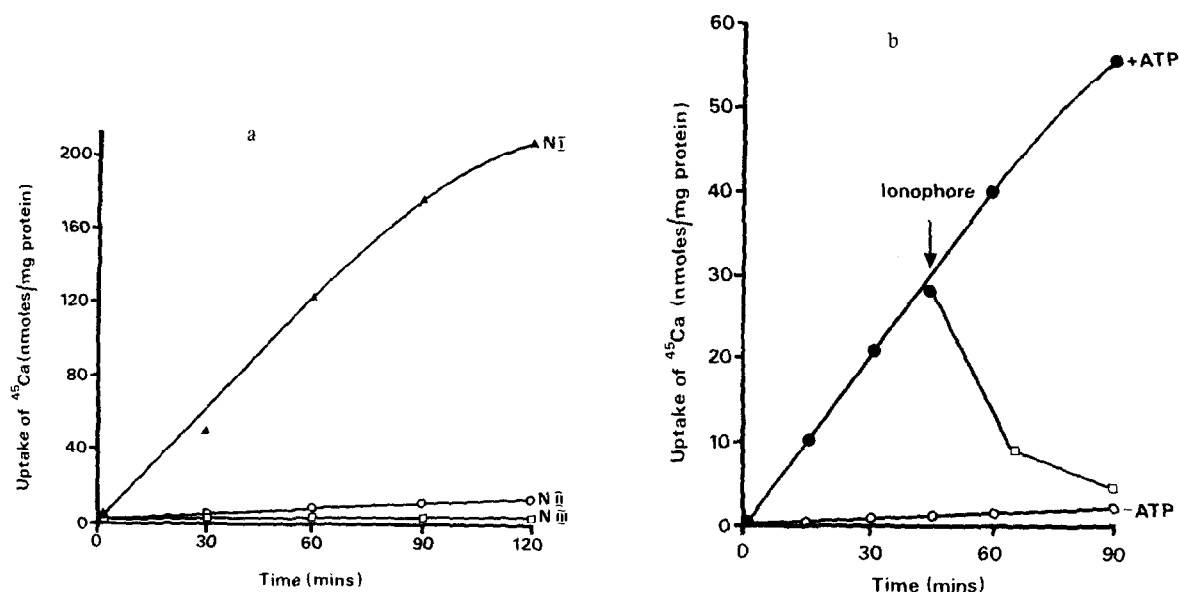 a
Uptake of ⁴⁵Ca (nmoles/mg protein)
200
160
120
80
40
0
NI
NII
NIII
0 30 60 90 120
Time (mins)
b
Uptake of ⁴⁵Ca (nmoles/mg protein)
60
50
40
30
20
10
0
+ATP
Ionophore
-ATP
0 30 60 90
Time (mins)